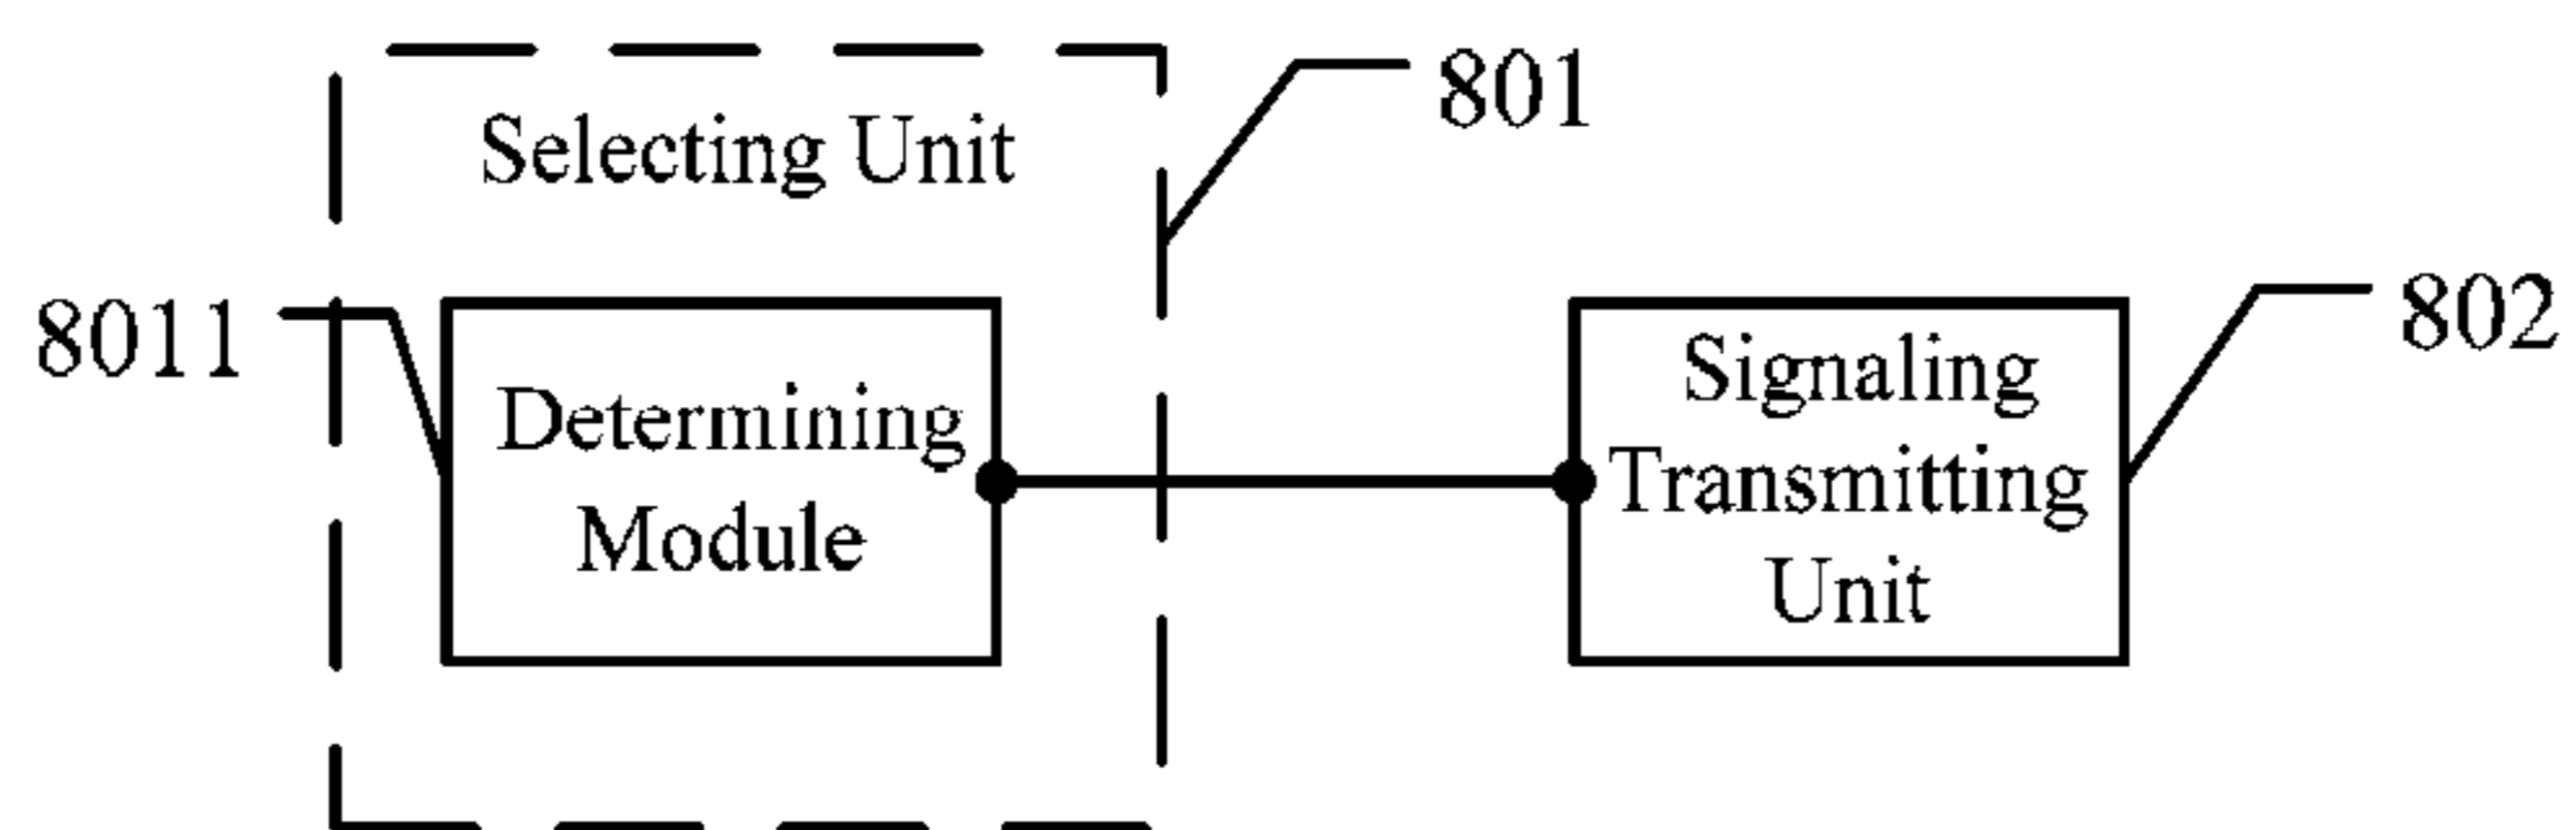 801
Selecting Unit
8011
802
Determining
Module
Signaling
Transmitting
Unit